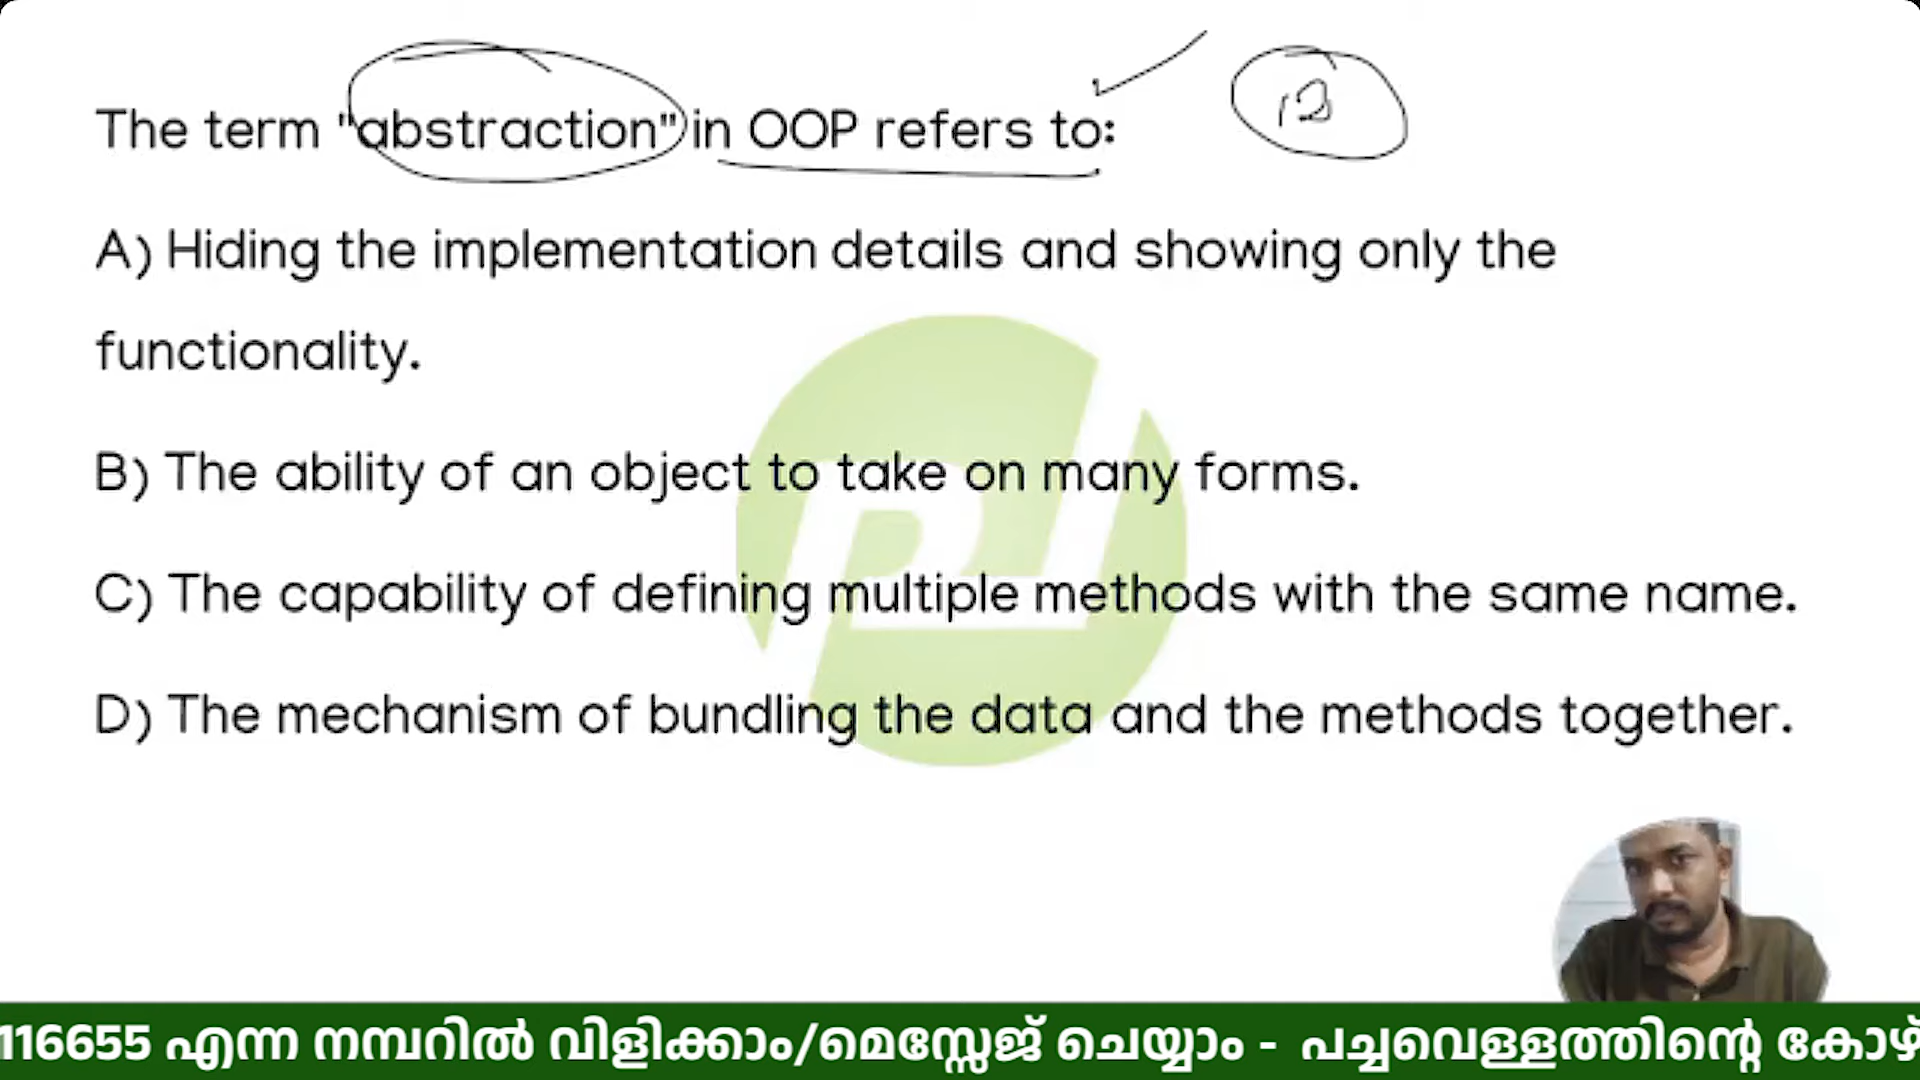 The term "abstraction" in OOP refers to:
13
A) Hiding the implementation details and showing only the
functionality.
B) The ability of an object to take on many forms.
C) The capability of defining multiple methods with the same name.
D) The mechanism of bundling the data and the methods together.
116655 എന്ന നമ്പറിൽ വിളിക്കാം/മെസ്സേജ് ചെയ്യാം - പച്ചവെള്ളത്തിന്റെ കോഴ്